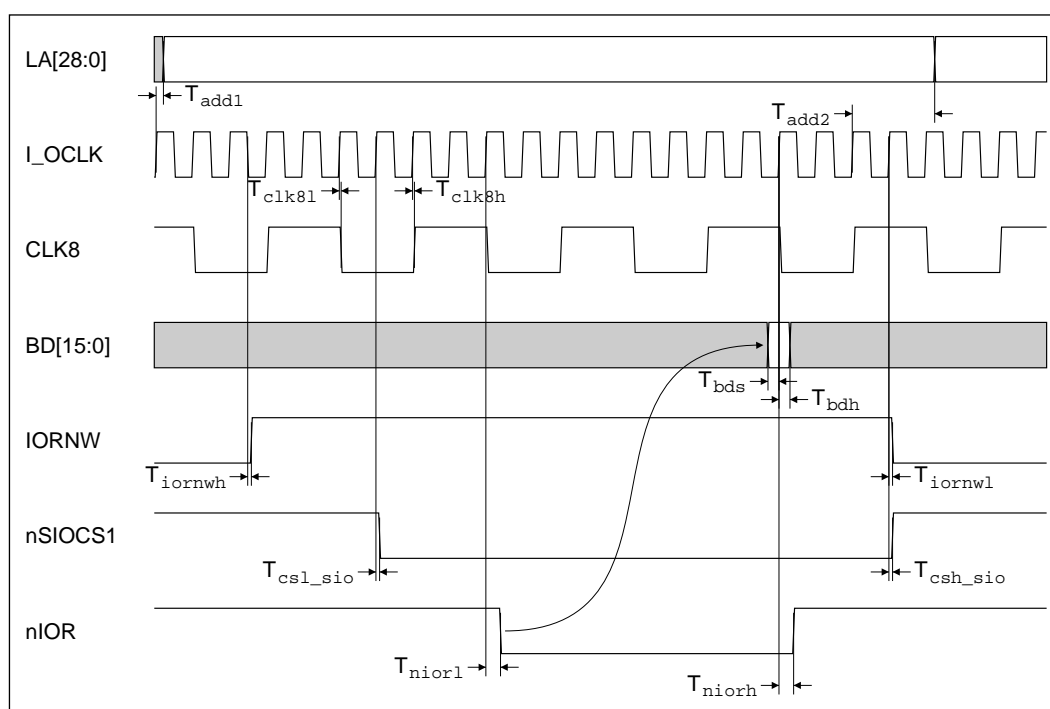 LA[28:0]
Tadd1
Tadd2
I_OCLK
Tclk8l
Tclk8h
CLK8
BD[15:0]
Tbds
Tbdh
IORNW
Tiornwh
Tiornwl
nSIOCS1
Tcsl_sio
Tcsh_sio
nIOR
Tniorl
Tniorh